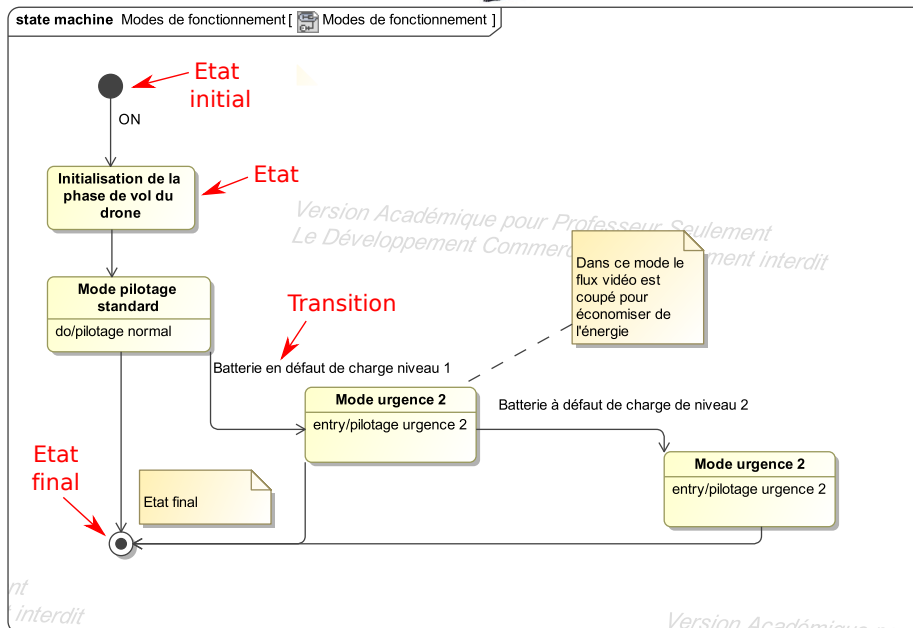 state machine Modes de fonctionnement [ Modes de fonctionnement ]
Etat
initial
ON
Initialisation de la
phase de vol du
drone
Etat
Version Académique pour Professeur Seulement
Le Développement Commer
ment interdit
Dans ce mode le
flux vidéo est
coupé pour
économiser de
l'énergie
Mode pilotage
standard
do/pilotage normal
Transition
Batterie en défaut de charge niveau 1
Mode urgence 2
entry/pilotage urgence 2
Batterie à défaut de charge de niveau 2
Mode urgence 2
entry/pilotage urgence 2
Etat
final
Etat final
nt
interdit
Version Académique